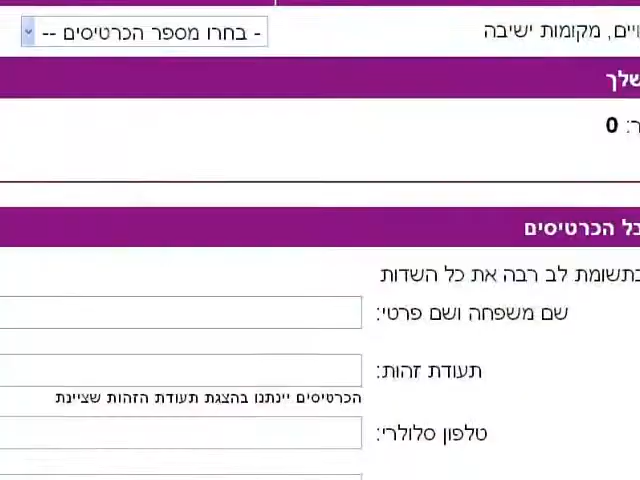 מקומות ישיבה
- בחרו מספר הכרטיסים --
שלך
0
הכרטיסים
לב רבה את כל השדות
שם משפחה ושם פרטי:
תעודת זהות:
הכרטיסים יינתנו בהצגת תעודת הזהות שציינת
טלפון סלולרי: